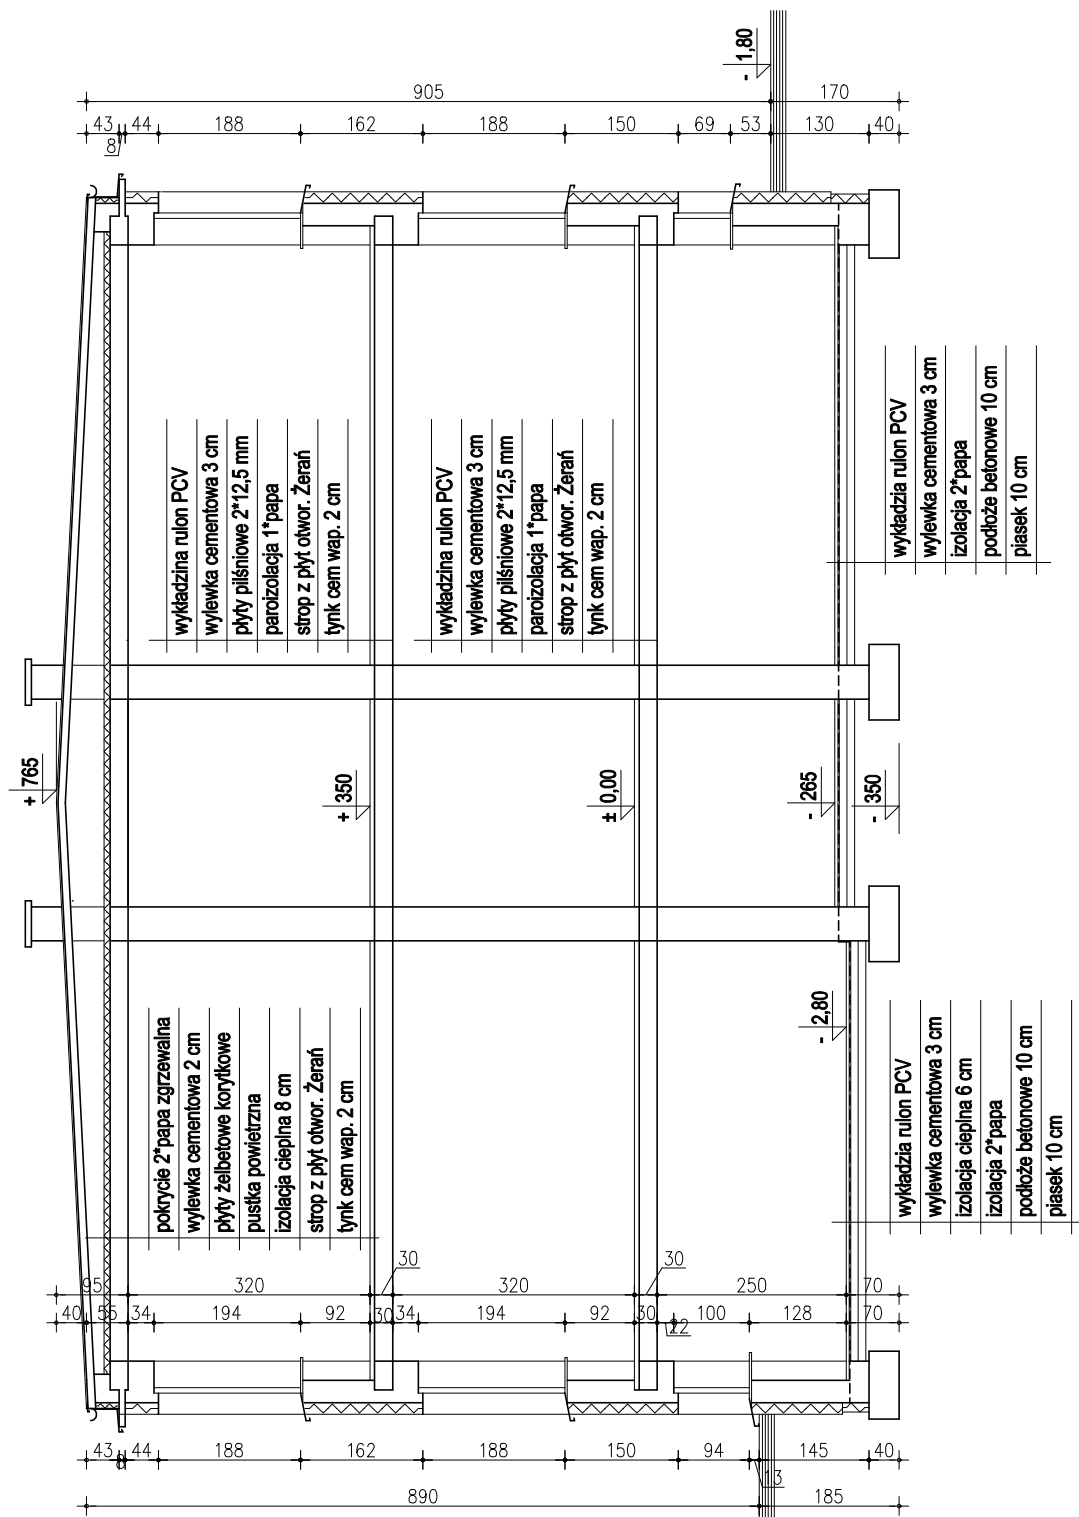 - 1,80
905
170
43
8
44
188
162
188
150
69
53
130
40
wykładzina rulon PCV
wylewka cementowa 3 cm
płyty pilśniowe 2*12,5 mm
paroizolacja 1*papa
strop z płyt otwor. Żerań
tynk cem wap. 2 cm
wykładzina rulon PCV
wylewka cementowa 3 cm
płyty pilśniowe 2*12,5 mm
paroizolacja 1*papa
strop z płyt otwor. Żerań
tynk cem wap. 2 cm
wykładzia rulon PCV
wylewka cementowa 3 cm
izolacja 2*papa
podłoże betonowe 10 cm
piasek 10 cm
+ 765
+ 350
± 0,00
- 265
- 350
- 2,80
pokrycie 2*papa zgrzewalna
wylewka cementowa 2 cm
płyty żelbetowe korytkowe
pustka powietrzna
izolacja cieplna 8 cm
strop z płyt otwor. Żerań
tynk cem wap. 2 cm
wykładzia rulon PCV
wylewka cementowa 3 cm
izolacja cieplna 6 cm
izolacja 2*papa
podłoże betonowe 10 cm
piasek 10 cm
95
320
30
320
30
250
70
40
55
34
194
92
30
34
194
92
30
22
100
128
70
43
8
44
188
162
188
150
94
13
145
40
890
185